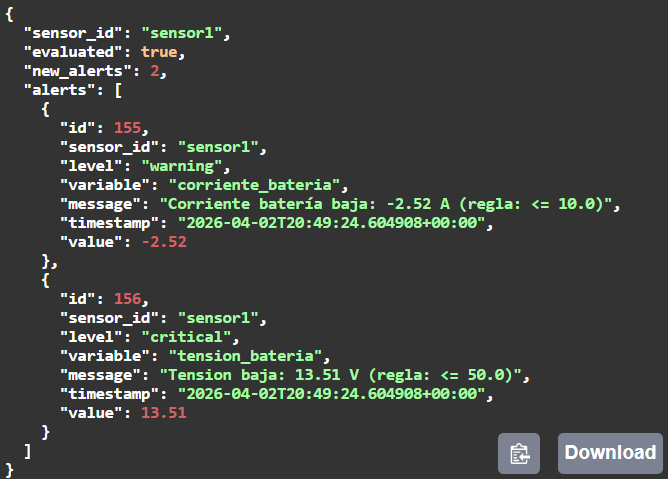 {
  "sensor_id": "sensor1",
  "evaluated": true,
  "new_alerts": 2,
  "alerts": [
    {
      "id": 155,
      "sensor_id": "sensor1",
      "level": "warning",
      "variable": "corriente_bateria",
      "message": "Corriente batería baja: -2.52 A (regla: <= 10.0)",
      "timestamp": "2026-04-02T20:49:24.604908+00:00",
      "value": -2.52
    },
    {
      "id": 156,
      "sensor_id": "sensor1",
      "level": "critical",
      "variable": "tension_bateria",
      "message": "Tension baja: 13.51 V (regla: <= 50.0)",
      "timestamp": "2026-04-02T20:49:24.604908+00:00",
      "value": 13.51
    }
  ]
}
Download